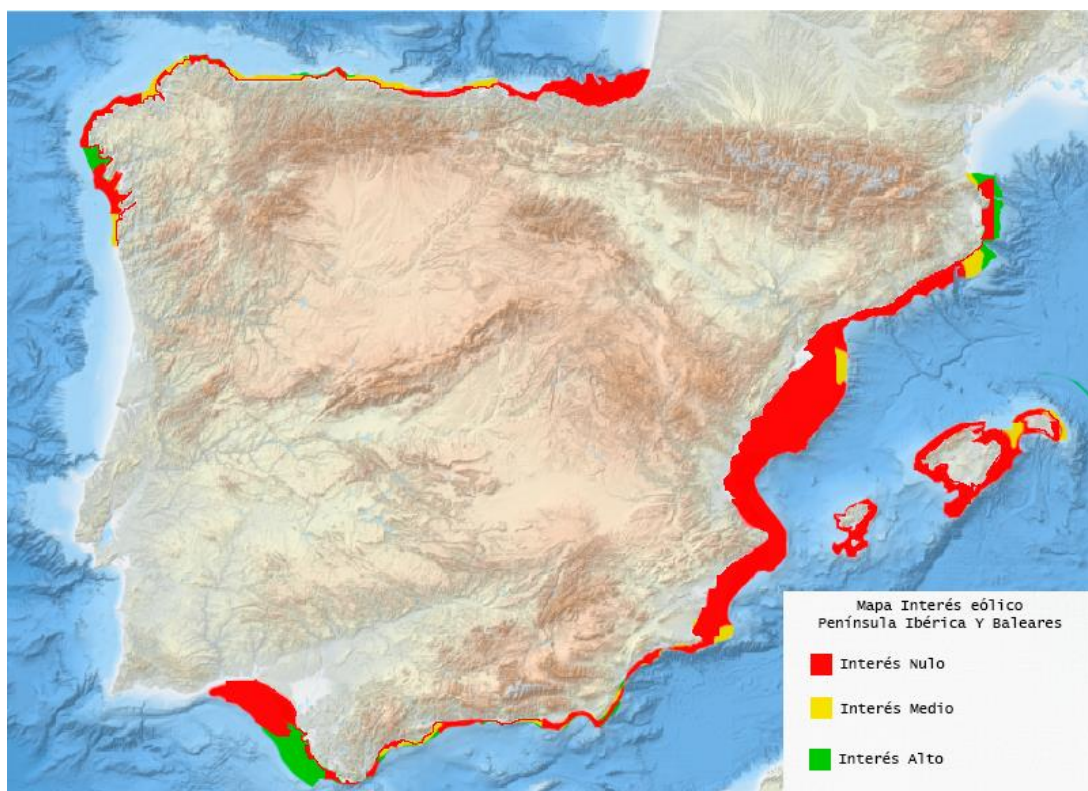 Mapa Interés eólico
Península Ibérica Y Baleares
Interés Nulo
Interés Medio
Interés Alto